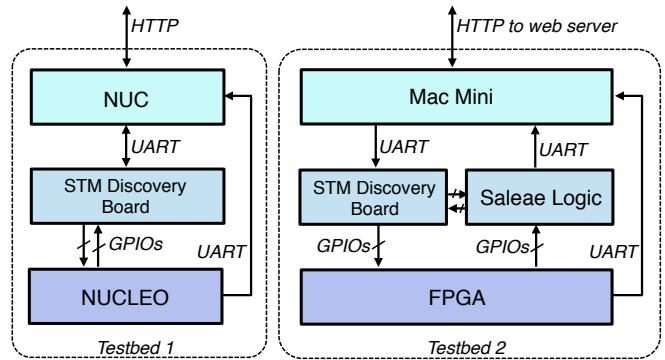 HTTP
NUC
UART
STM Discovery
Board
GPIOs
UART
NUCLEO
Testbed 1
HTTP to web server
Mac Mini
UART
UART
STM Discovery
Board
Saleae Logic
GPIOs
GPIOs
UART
FPGA
Testbed 2